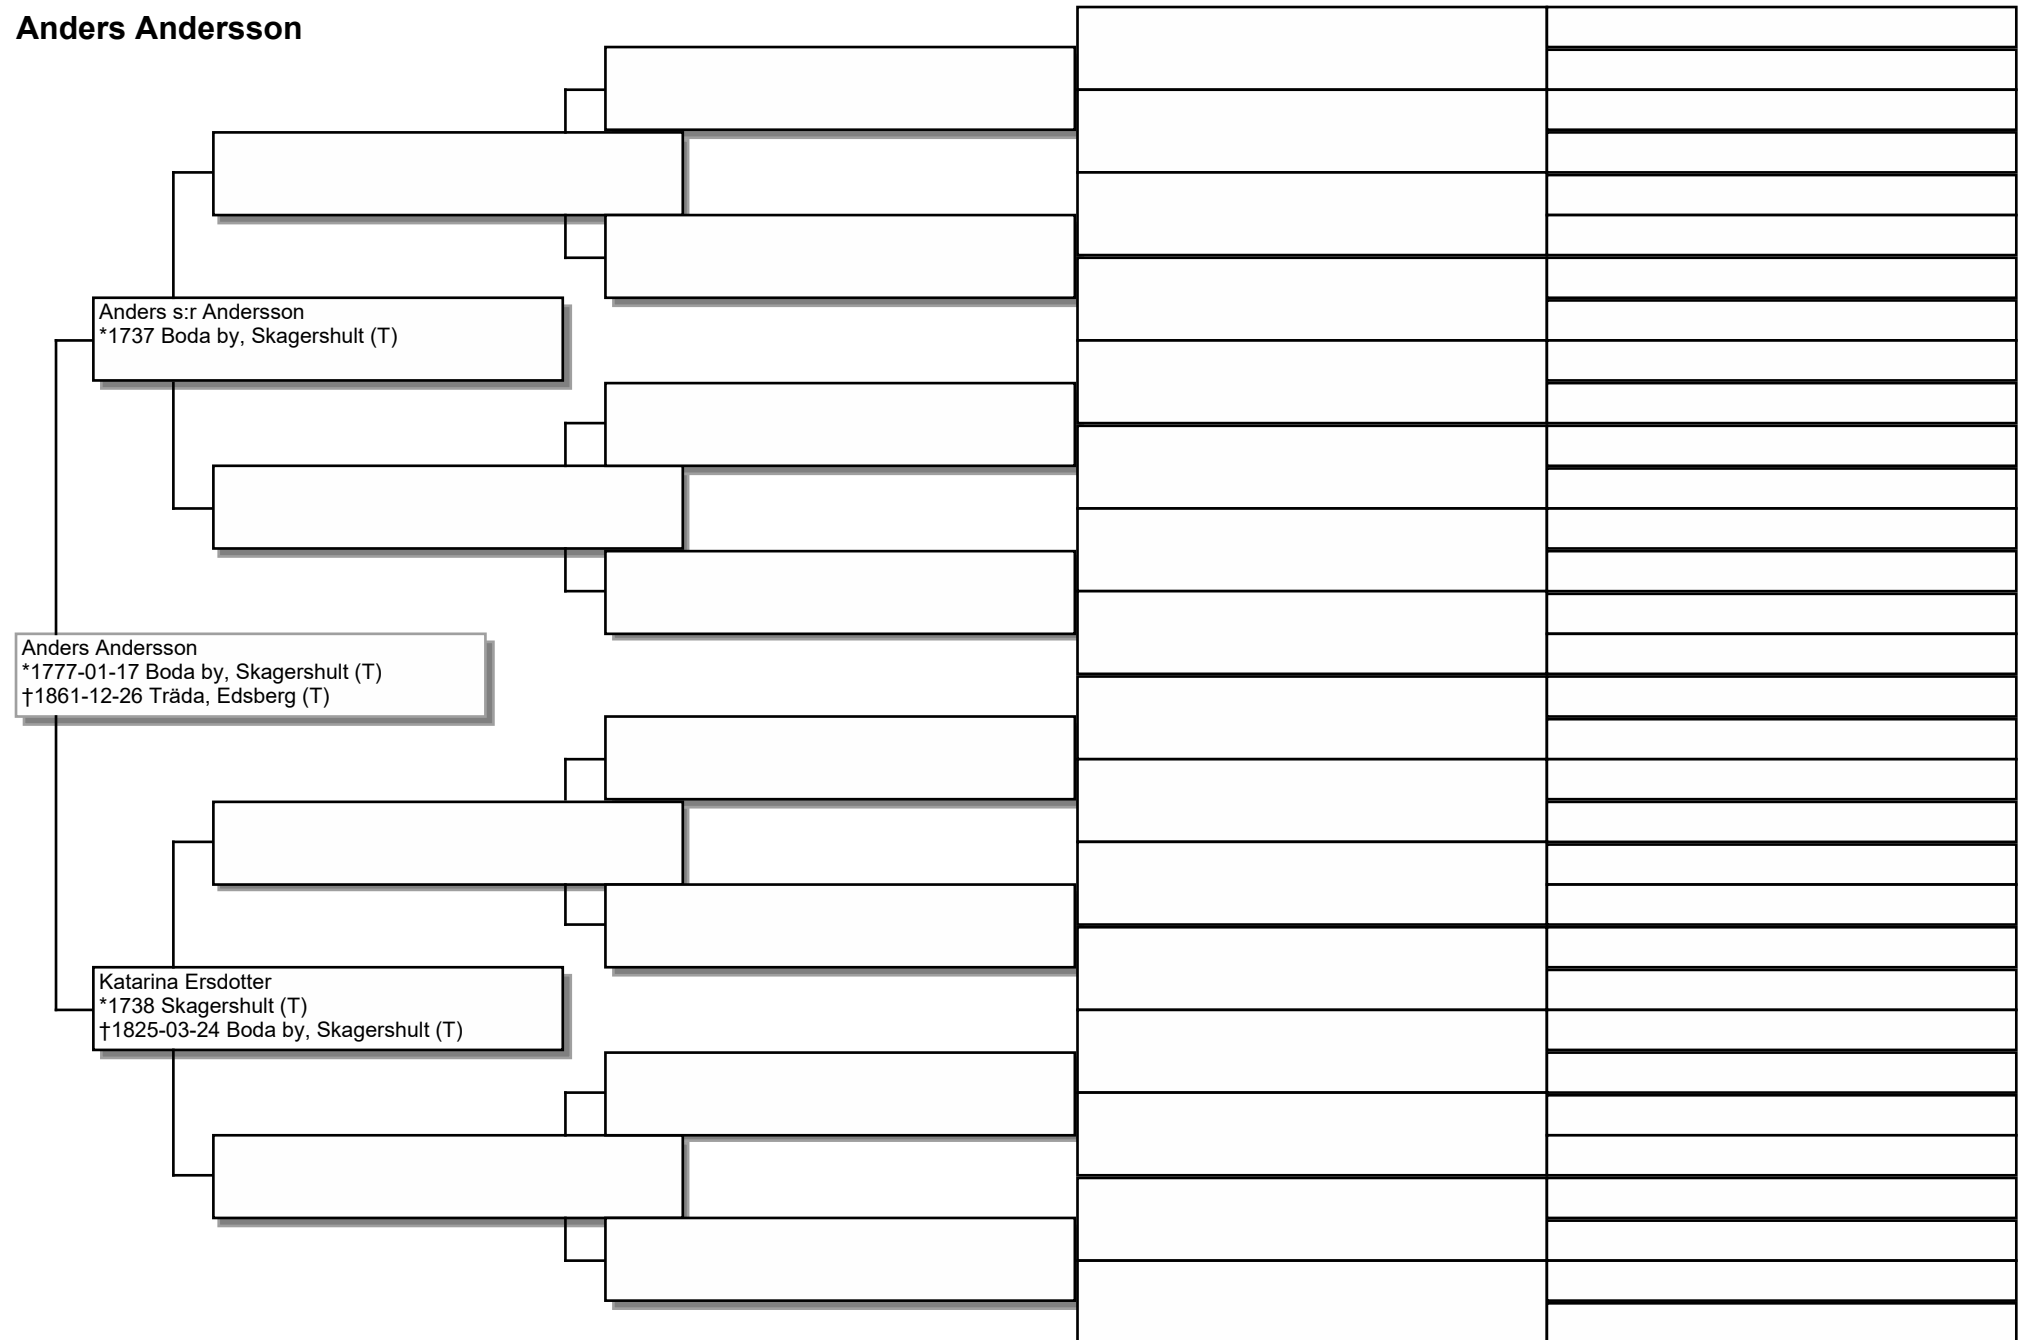 Anders Andersson
Anders s:r Andersson
*1737 Boda by, Skagershult (T)
Anders Andersson
*1777-01-17 Boda by, Skagershult (T)
†1861-12-26 Träda, Edsberg (T)
Katarina Ersdotter
*1738 Skagershult (T)
†1825-03-24 Boda by, Skagershult (T)